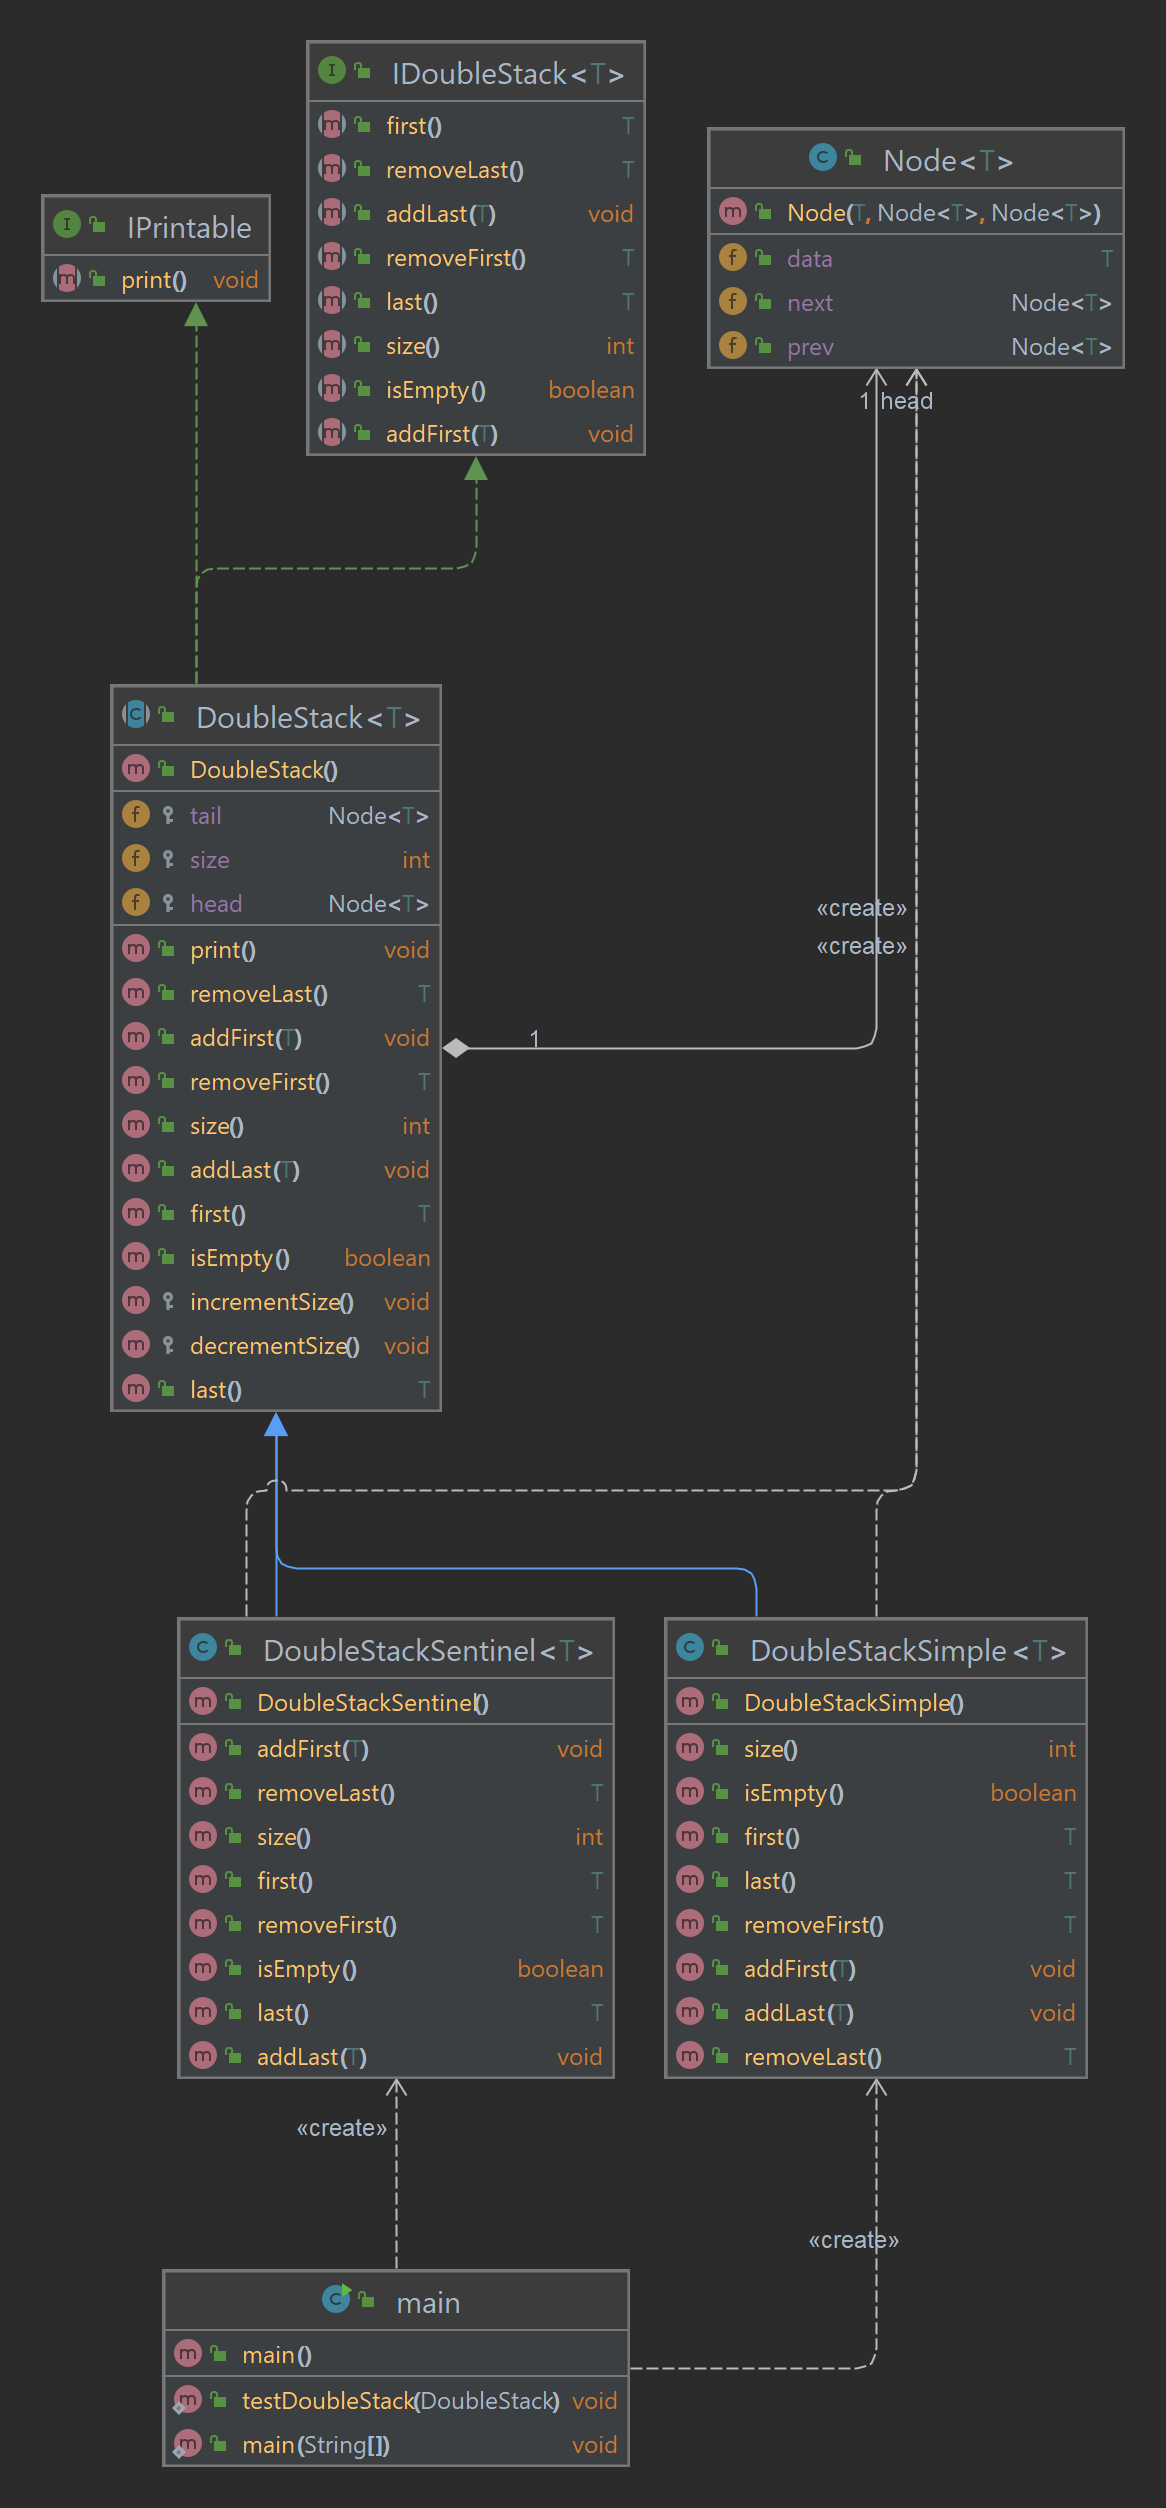 IDoubleStack<T>
first() T
removeLast() T
addLast(T) void
removeFirst() T
last() T
size() int
isEmpty() boolean
addFirst(T) void
Node<T>
Node(T, Node<T>, Node<T>)
data T
next Node<T>
prev Node<T>
IPrintable
print() void
1 head
DoubleStack<T>
DoubleStack()
tail Node<T>
size int
head Node<T>
print() void
removeLast() T
addFirst(T) void
removeFirst() T
size() int
addLast(T) void
first() T
isEmpty() boolean
incrementSize() void
decrementSize() void
last() T
«create»
«create»
1
DoubleStackSentinel<T>
DoubleStackSentinel()
addFirst(T) void
removeLast() T
size() int
first() T
removeFirst() T
isEmpty() boolean
last() T
addLast(T) void
DoubleStackSimple<T>
DoubleStackSimple()
size() int
isEmpty() boolean
first() T
last() T
removeFirst() T
addFirst(T) void
addLast(T) void
removeLast() T
«create»
«create»
main
main()
testDoubleStack(DoubleStack) void
main(String[]) void